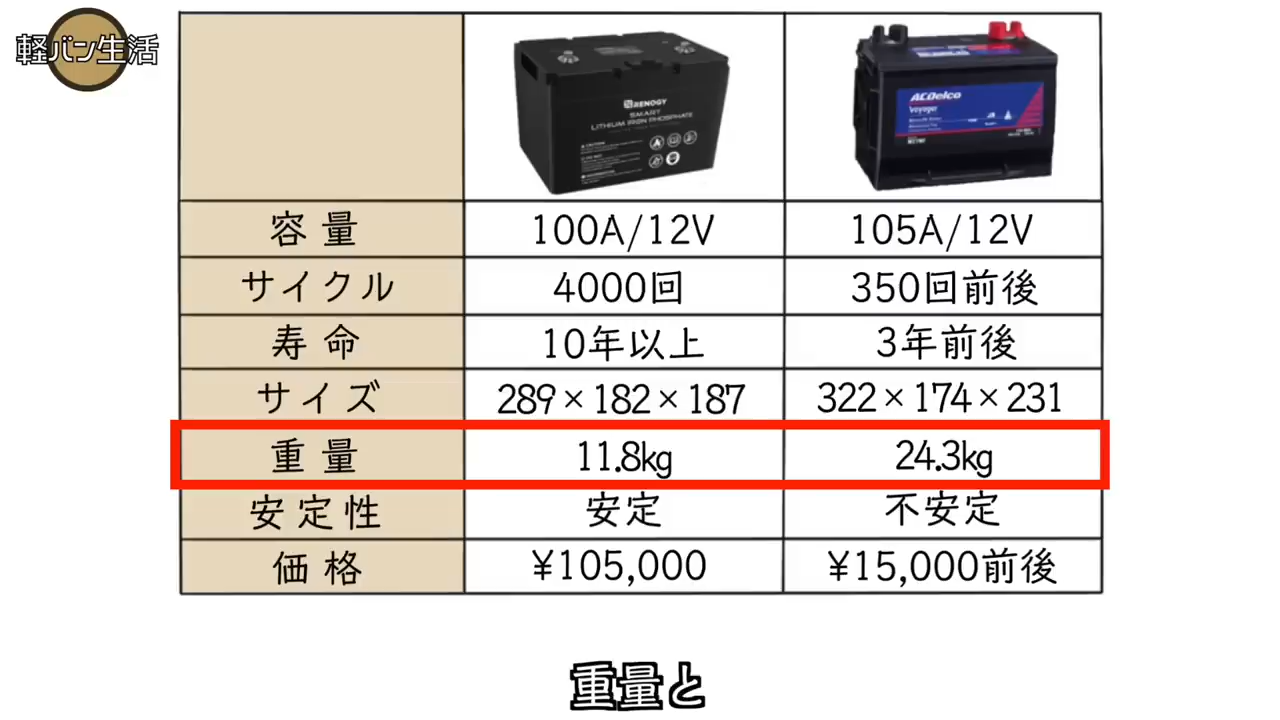 軽バン生活
RENOGY
SMART
LITHIUM IRON PHOSPHATE
ACDelco
Voyager
容量 100A/12V 105A/12V
サイクル 4000回 350回前後
寿命 10年以上 3年前後
サイズ 289×182×187 322×174×231
重量 11.8kg 24.3kg
安定性 安定 不安定
価格 ¥105,000 ¥15,000前後
重量と